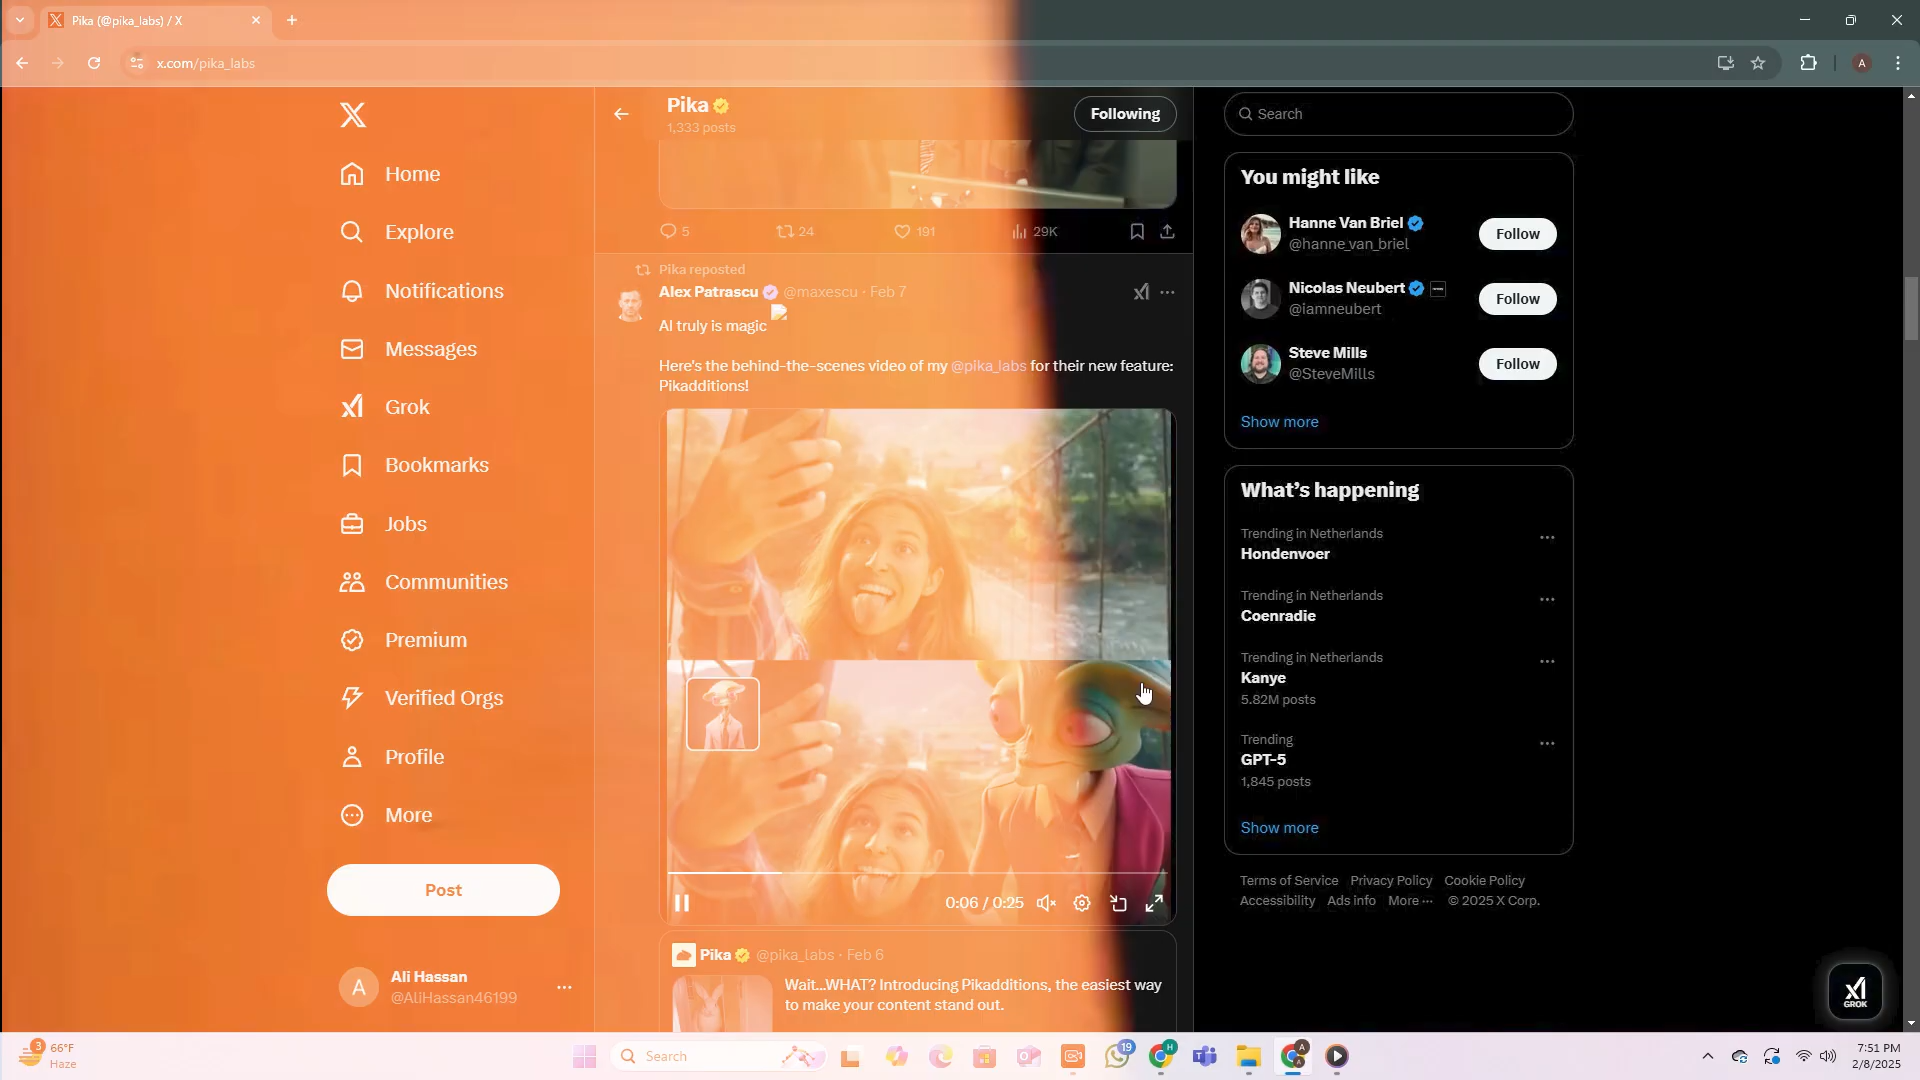 Pika (@pika_labs) / X
x.com/pika_labs
A
Home
Explore
Notifications
Messages
Grok
Bookmarks
Jobs
Communities
Premium
Verified Orgs
Profile
More
Post
A
Ali Hassan
@AliHassan46199
Pika
1,333 posts
Following
5
24
191
29K
Pika reposted
Alex Patrascu @maxescu · Feb 7
AI truly is magic
Here's the behind-the-scenes video of my @pika_labs for their new feature:
Pikadditions!
0:06 / 0:25
Pika @pika_labs · Feb 6
Wait...WHAT? Introducing Pikadditions, the easiest way
to make your content stand out.
Search
You might like
Hanne Van Briel
@hanne_van_briel
Follow
Nicolas Neubert
@iamneubert
Follow
Steve Mills
@SteveMills
Follow
Show more
What's happening
Trending in Netherlands
Hondenvoer
Trending in Netherlands
Coenradie
Trending in Netherlands
Kanye
5.82M posts
Trending
GPT-5
1,845 posts
Show more
Terms of Service Privacy Policy Cookie Policy
Accessibility Ads info More ··· © 2025 X Corp.
GROK
3
66°F
Haze
Search
19
H
A
7:51 PM
2/8/2025